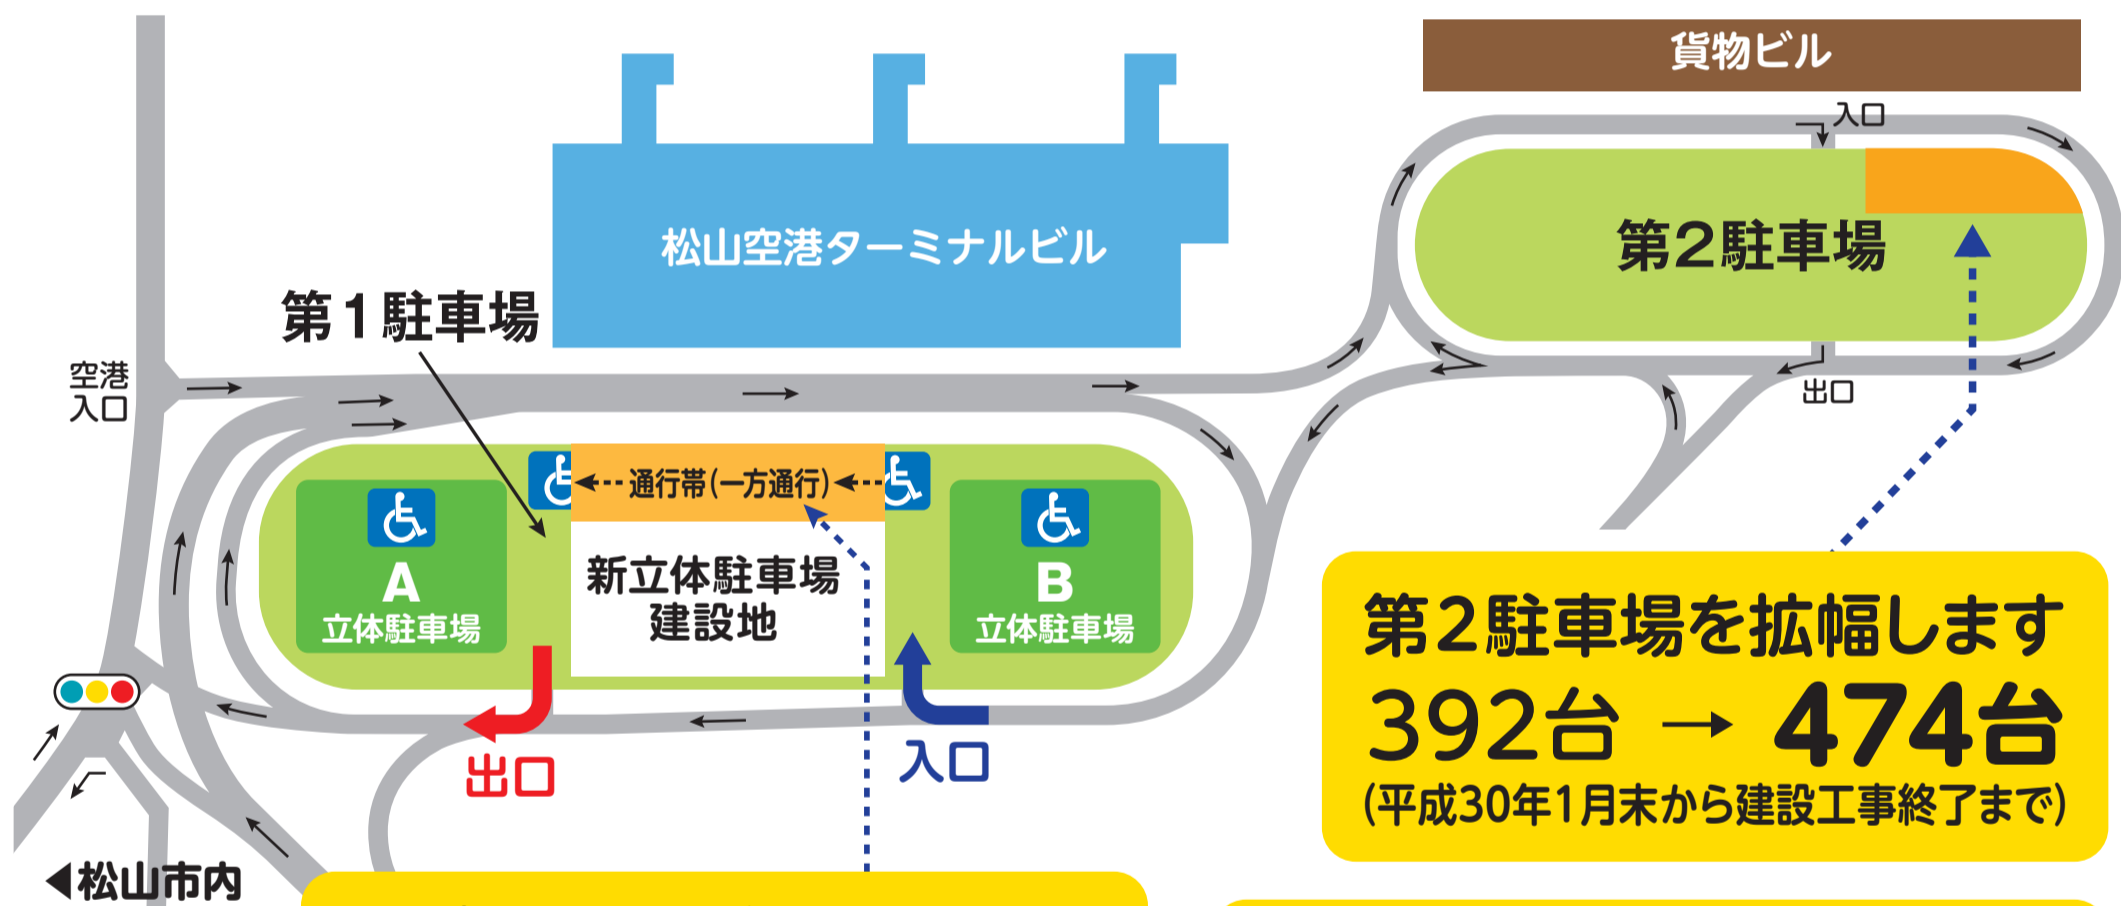 貨物ビル
入口
松山空港ターミナルビル
第2駐車場
第1駐車場
空港
入口
出口
通行帯(一方通行)
A
立体駐車場
新立体駐車場
建設地
B
立体駐車場
出口
入口
第2駐車場を拡幅します
392台 → 474台
(平成30年1月末から建設工事終了まで)
◀松山市内